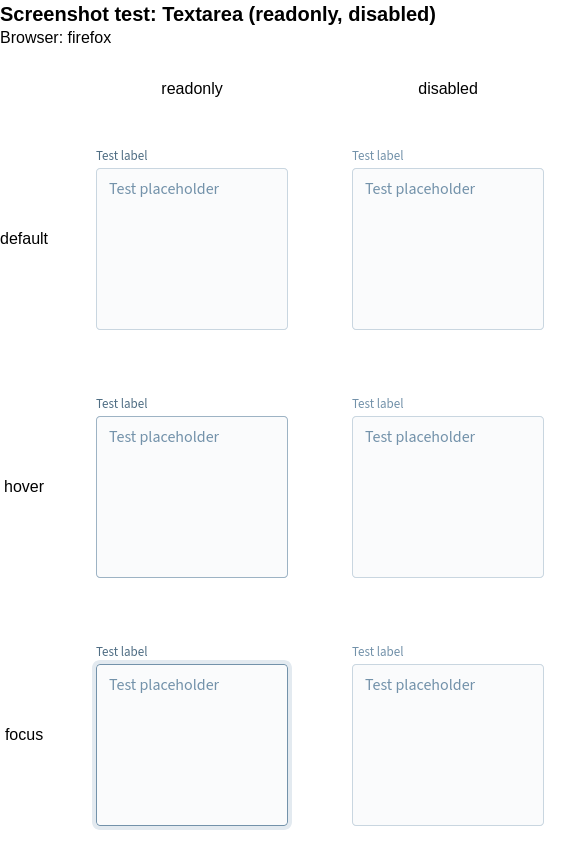 Screenshot test: Textarea (readonly, disabled)
Browser: firefox
readonly disabled
Test label Test label
Test placeholder Test placeholder
default
Test label Test label
Test placeholder Test placeholder
hover
Test label Test label
Test placeholder Test placeholder
focus